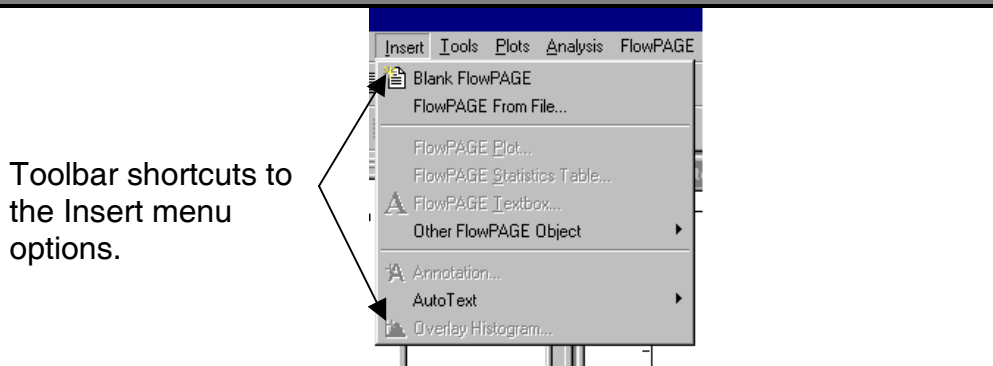 Insert Tools Plots Analysis FlowPAGE
Blank FlowPAGE
FlowPAGE From File...
FlowPAGE Plot...
FlowPAGE Statistics Table...
FlowPAGE Textbox...
Other FlowPAGE Object
Annotation...
AutoText
Overlay Histogram...
Toolbar shortcuts to
the Insert menu
options.